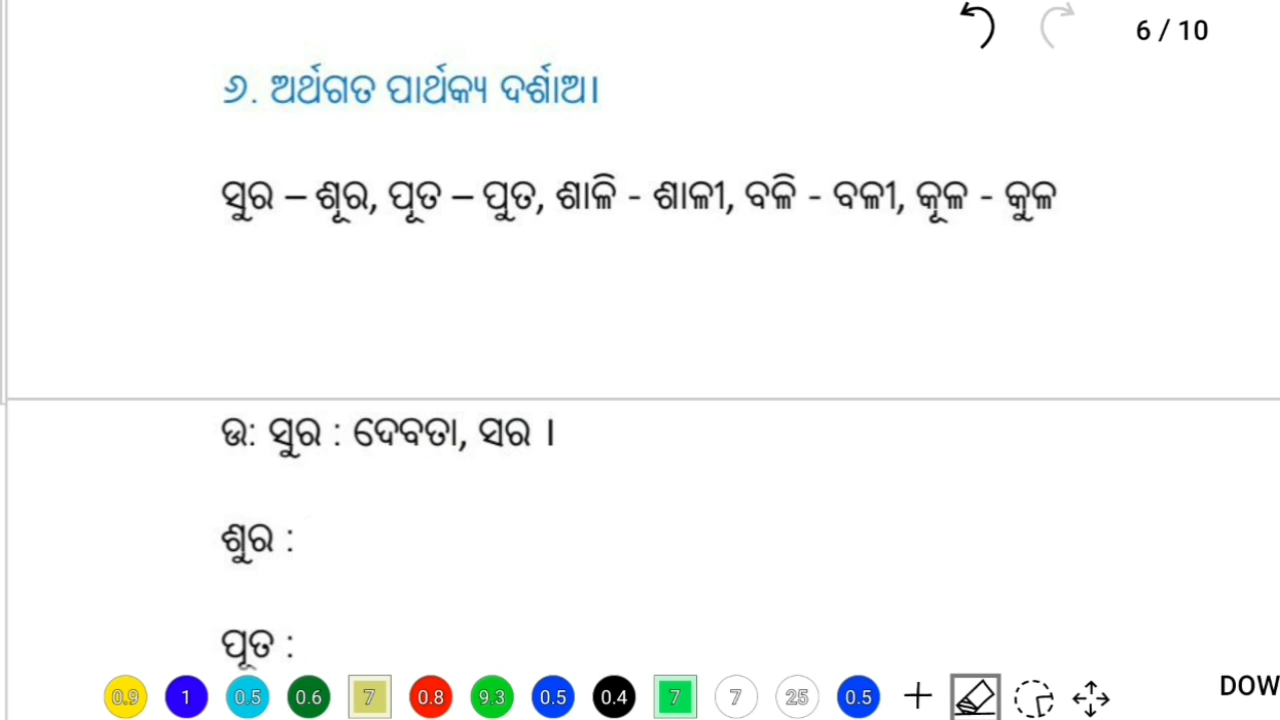 6 / 10
୬. ଅର୍ଥଗତ ପାର୍ଥକ୍ୟ ଦର୍ଶାଅ।
ସୁର – ଶୂର, ପୂତ – ପୁତ, ଶାଳି - ଶାଳୀ, ବଳି - ବଳୀ, କୂଳ - କୁଳ
ଉ: ସୁର : ଦେବତା, ସର ।
ଶୁର :
ପୂତ :
0.9 1 0.5 0.6 7 0.8 9.3 0.5 0.4 7 7 25 0.5 DOW